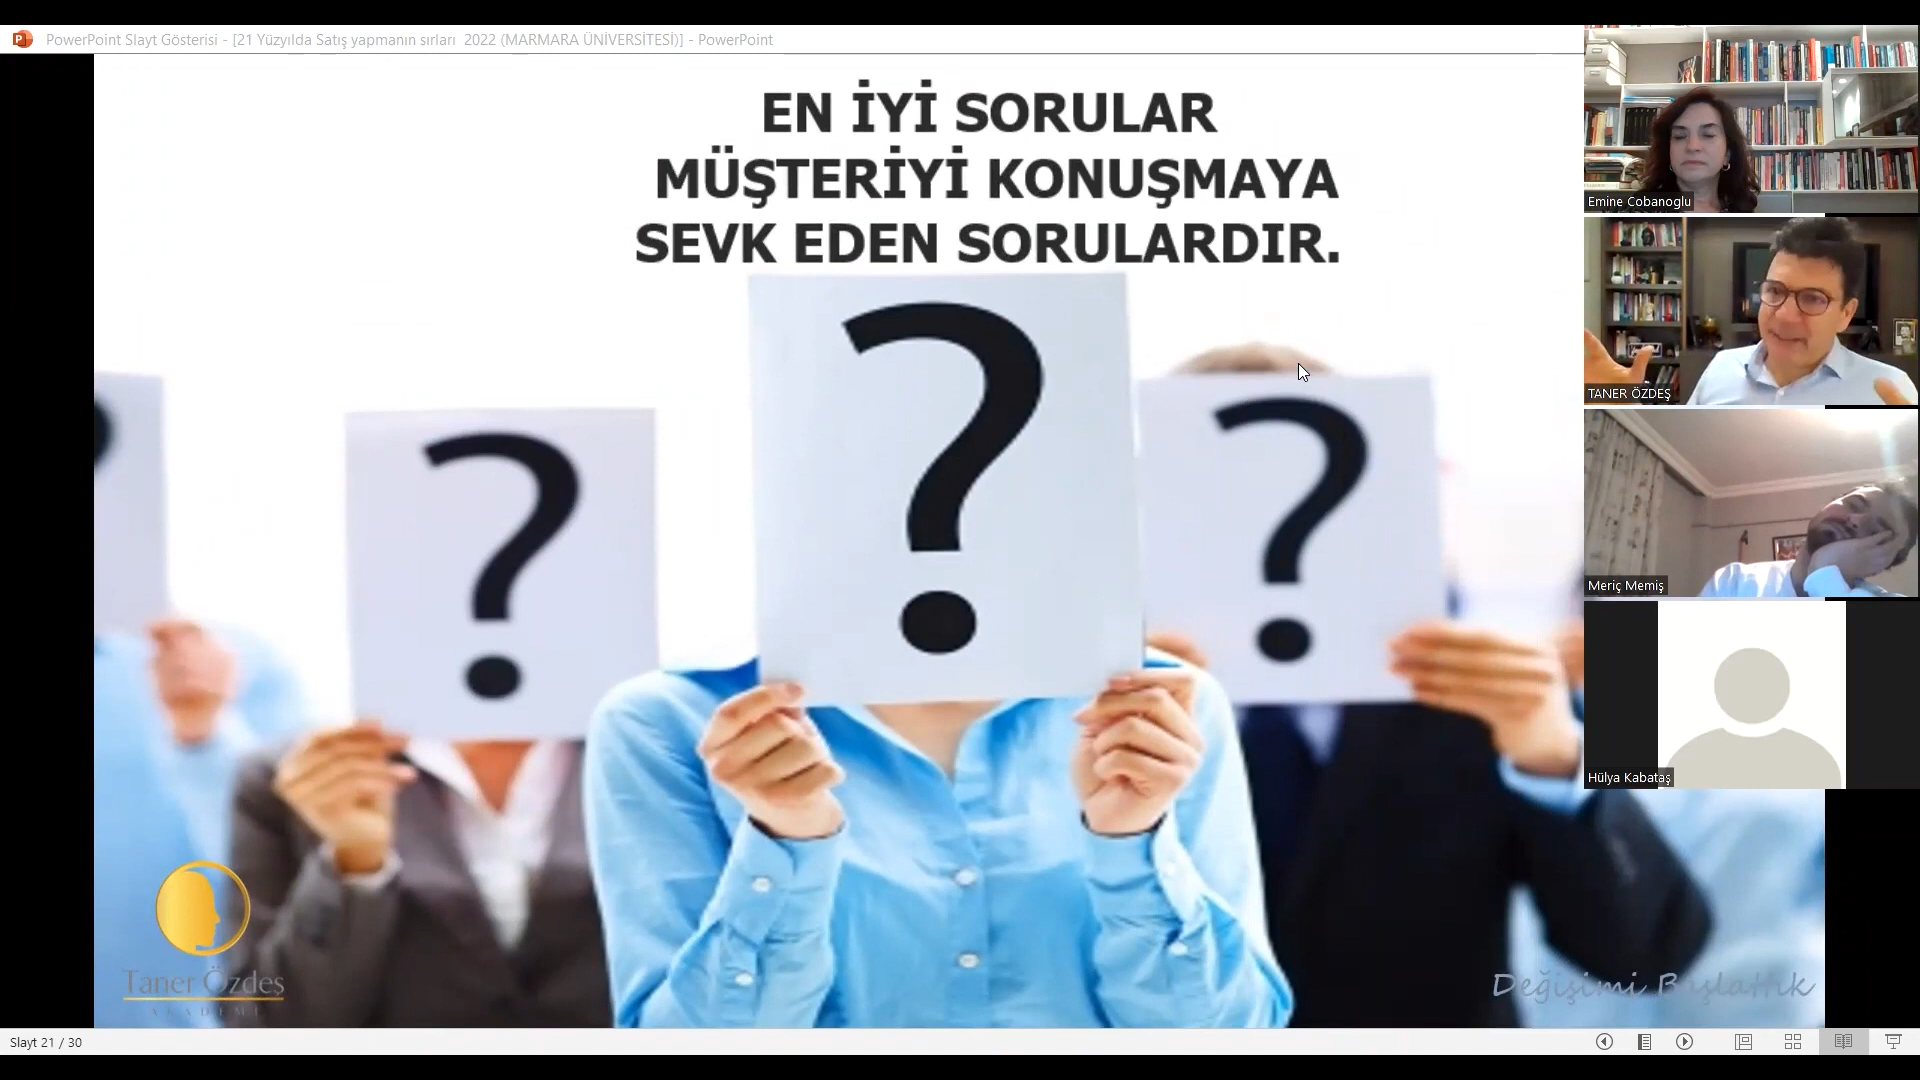 PowerPoint Slayt Gösterisi - [21 Yüzyılda Satış yapmanın sırları 2022 (MARMARA ÜNİVERSİTESİ)] - PowerPoint
EN İYİ SORULAR
MÜŞTERİYİ KONUŞMAYA
SEVK EDEN SORULARDIR.
Emine Cobanoglu
TANER ÖZDEŞ
Meriç Memiş
Hülya Kabataş
Taner Özdeş
AKADEMİ
Değişimi Başlattık
Slayt 21 / 30